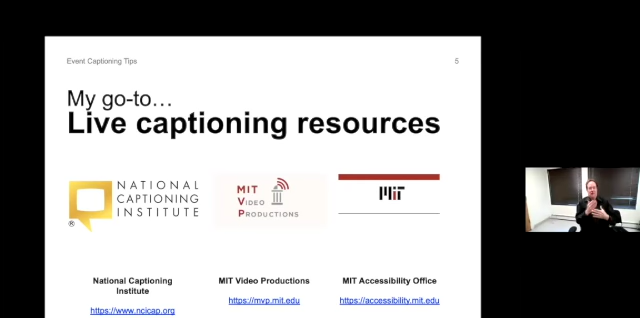 Event Captioning Tips
5
My go-to…
Live captioning resources
NATIONAL
CAPTIONING
INSTITUTE
®
MIT
VIDEO
PRODUCTIONS
MIT
National Captioning
Institute
https://www.ncicap.org
MIT Video Productions
https://mvp.mit.edu
MIT Accessibility Office
https://accessibility.mit.edu